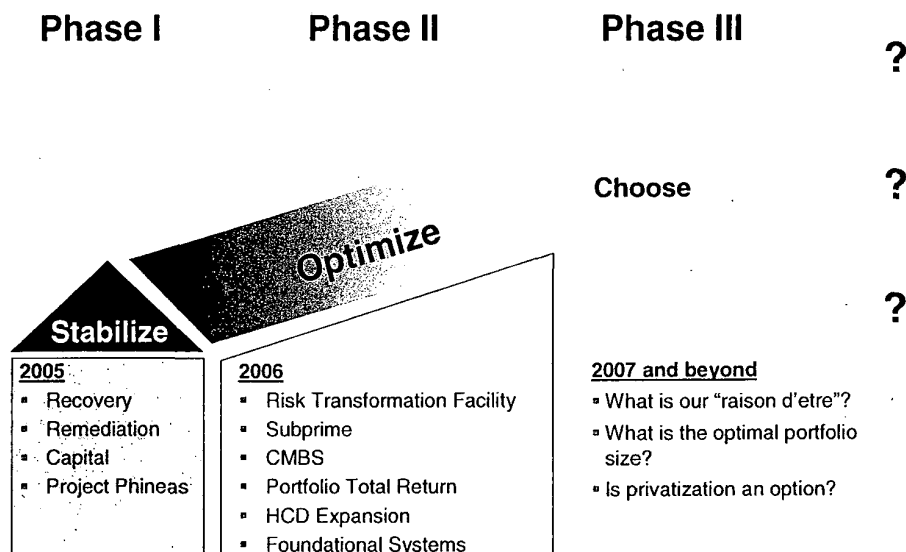 Phase I
Phase II
Phase III
?
Choose
?
Optimize
?
Stabilize
2005
▪ Recovery
▪ Remediation
▪ Capital
▪ Project Phineas
2006
▪ Risk Transformation Facility
▪ Subprime
▪ CMBS
▪ Portfolio Total Return
▪ HCD Expansion
▪ Foundational Systems
2007 and beyond
▪ What is our "raison d'etre"?
▪ What is the optimal portfolio
size?
▪ Is privatization an option?